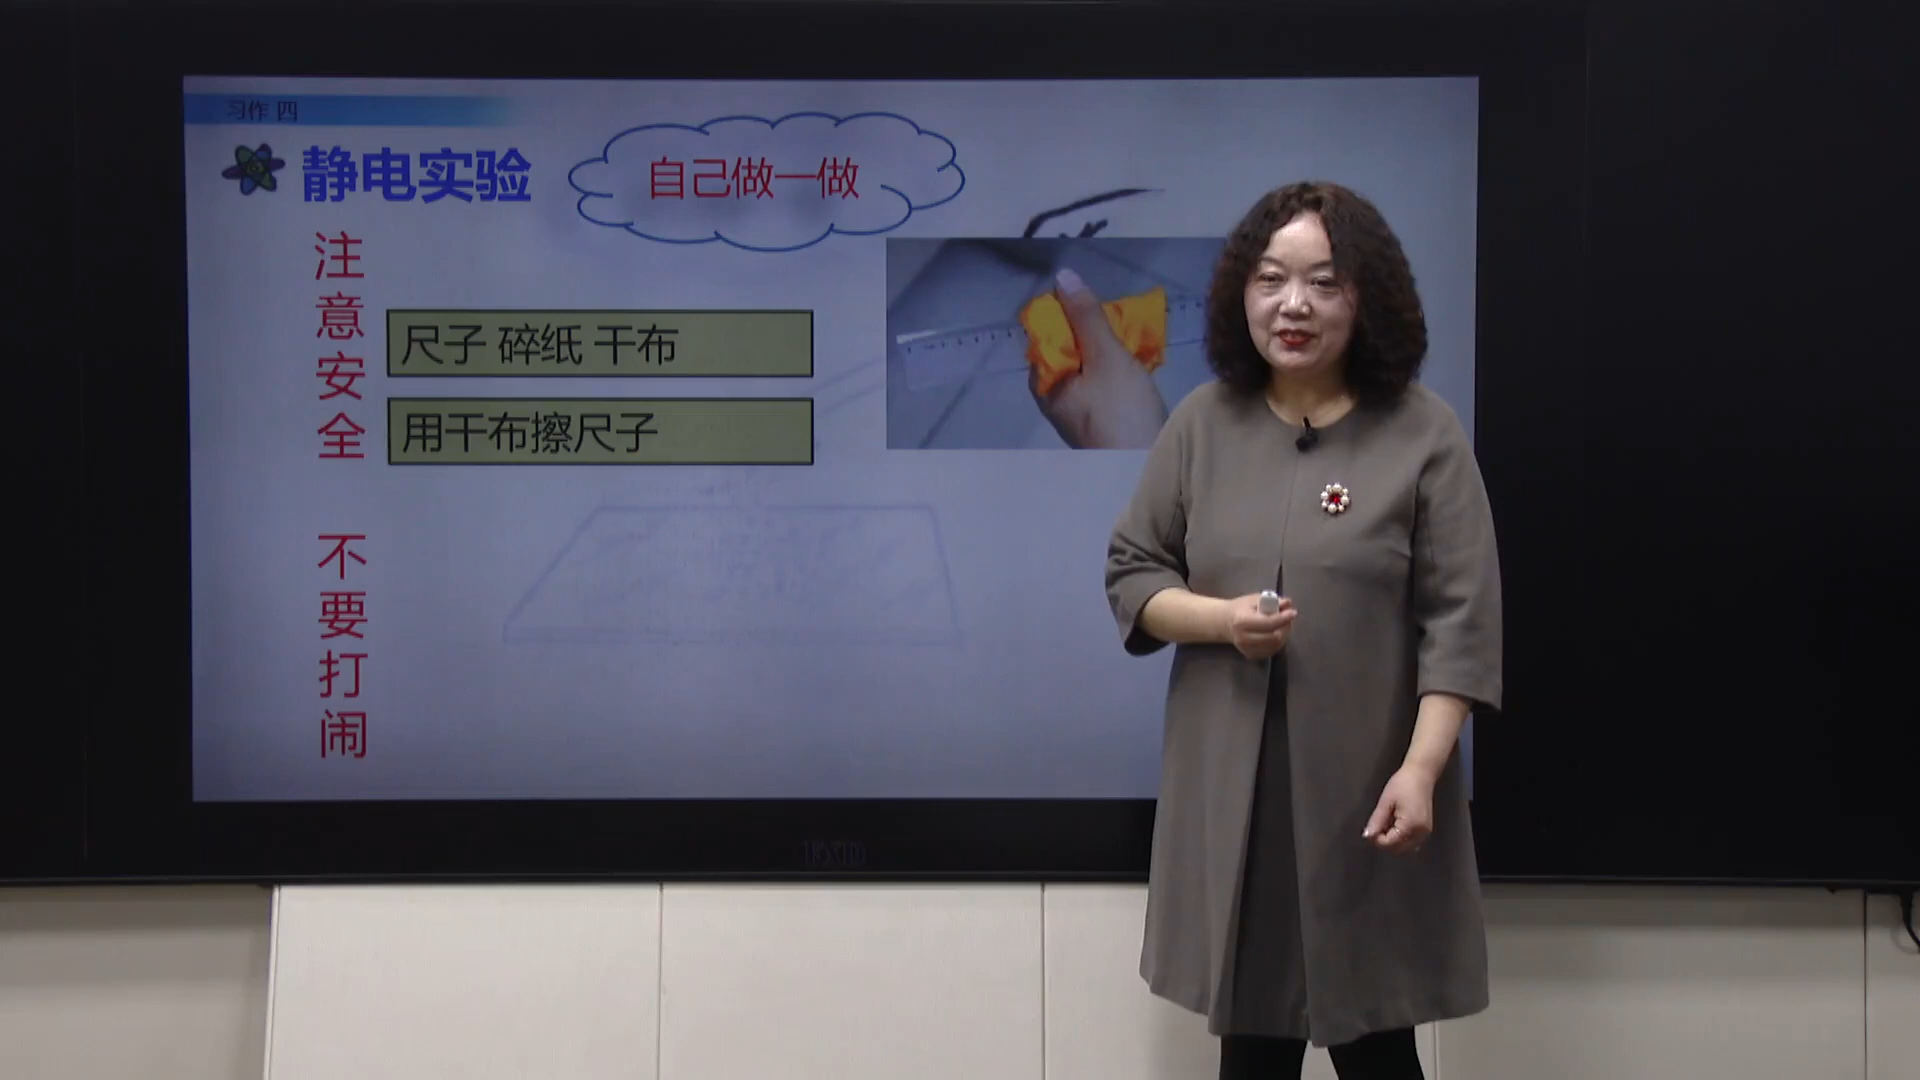 习作 四
静电实验
自己做一做
注意安全 不要打闹
尺子 碎纸 干布
用干布擦尺子